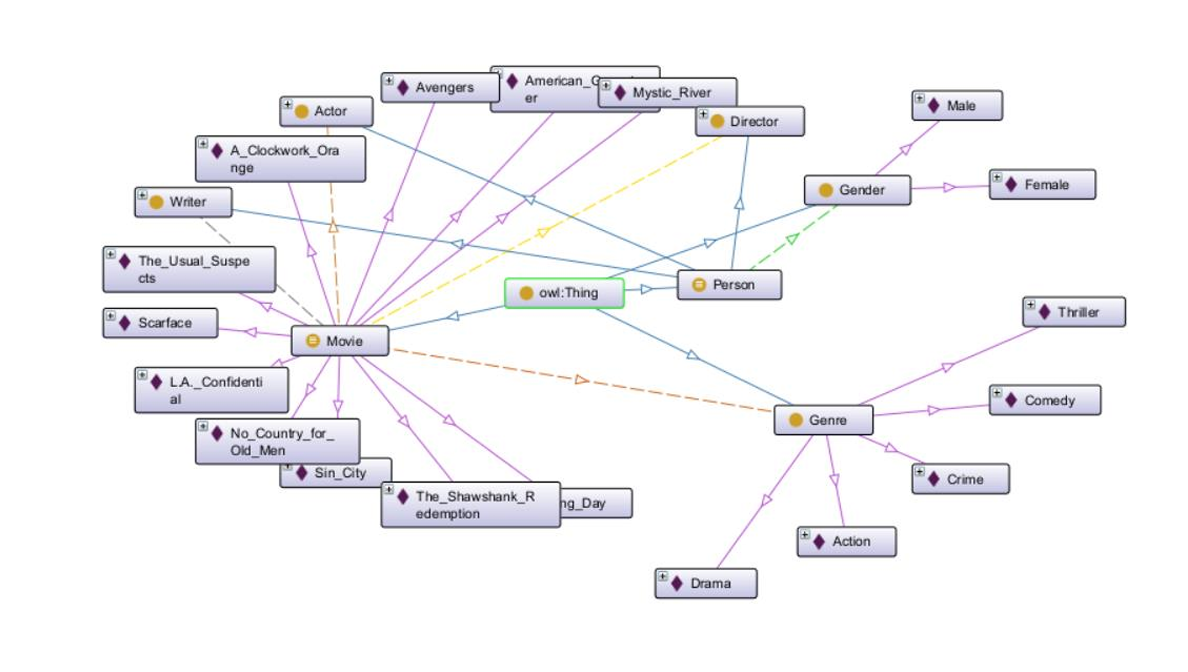 Avengers
American_G
er
Mystic_River
Actor
Director
Male
A_Clockwork_Ora
nge
Writer
Gender
Female
The_Usual_Suspe
cts
owl:Thing
Person
Scarface
Movie
Thriller
L.A._Confidenti
al
Comedy
Genre
No_Country_for_
Old_Men
Sin_City
Crime
The_Shawshank_R
edemption
ng_Day
Action
Drama